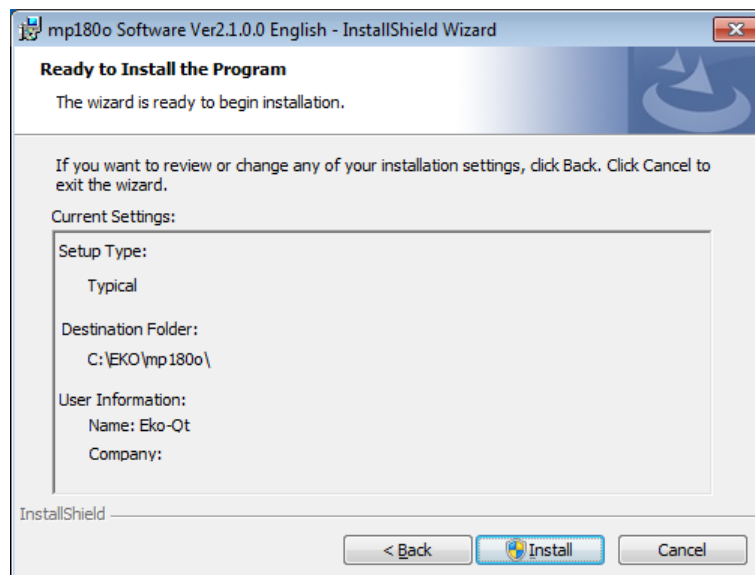 mp180o Software Ver2.1.0.0 English - InstallShield Wizard
Ready to Install the Program
The wizard is ready to begin installation.
If you want to review or change any of your installation settings, click Back. Click Cancel to
exit the wizard.
Current Settings:
Setup Type:
Typical
Destination Folder:
C:\EKO\mp180o\
User Information:
Name: Eko-Qt
Company:
InstallShield
< Back
Install
Cancel